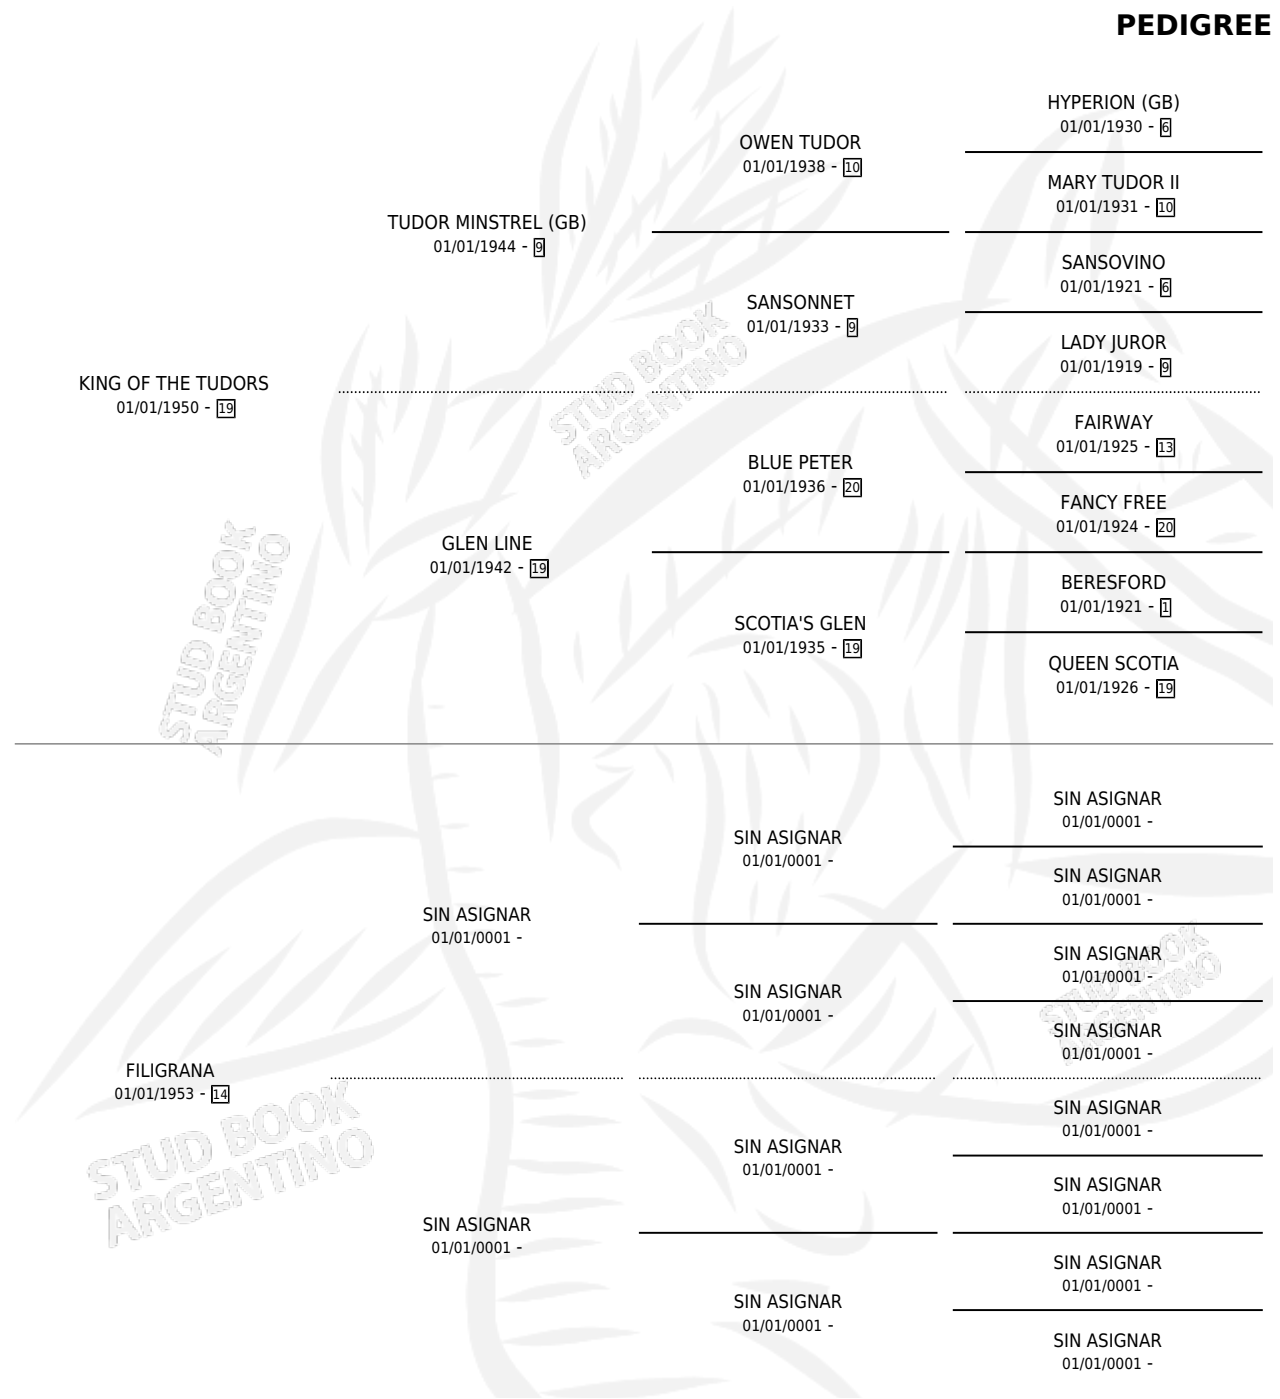 PEDIGREE
HYPERION (GB)
01/01/1930 - 6
OWEN TUDOR
01/01/1938 - 10
MARY TUDOR II
01/01/1931 - 10
TUDOR MINSTREL (GB)
01/01/1944 - 9
SANSOVINO
01/01/1921 - 6
SANSONNET
01/01/1933 - 9
LADY JUROR
01/01/1919 - 9
KING OF THE TUDORS
01/01/1950 - 19
FAIRWAY
01/01/1925 - 13
BLUE PETER
01/01/1936 - 20
FANCY FREE
01/01/1924 - 20
GLEN LINE
01/01/1942 - 19
BERESFORD
01/01/1921 - 1
SCOTIA'S GLEN
01/01/1935 - 19
QUEEN SCOTIA
01/01/1926 - 19
SIN ASIGNAR
01/01/0001 -
SIN ASIGNAR
01/01/0001 -
SIN ASIGNAR
01/01/0001 -
SIN ASIGNAR
01/01/0001 -
SIN ASIGNAR
01/01/0001 -
SIN ASIGNAR
01/01/0001 -
SIN ASIGNAR
01/01/0001 -
FILIGRANA
01/01/1953 - 14
SIN ASIGNAR
01/01/0001 -
SIN ASIGNAR
01/01/0001 -
SIN ASIGNAR
01/01/0001 -
SIN ASIGNAR
01/01/0001 -
SIN ASIGNAR
01/01/0001 -
SIN ASIGNAR
01/01/0001 -
SIN ASIGNAR
01/01/0001 -
STUD BOOK
ARGENTINO
STUD BOOK
ARGENTINO
STUD BOOK
ARGENTINO
STUD BOOK
ARGENTINO